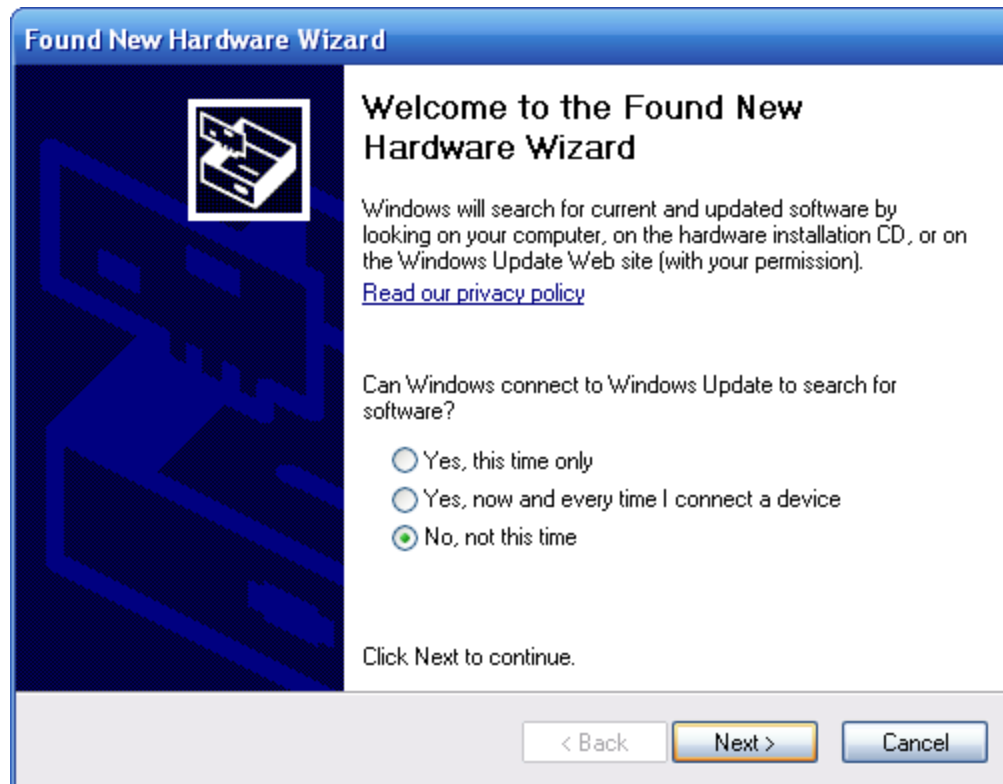 Found New Hardware Wizard
Welcome to the Found New
Hardware Wizard
Windows will search for current and updated software by
looking on your computer, on the hardware installation CD, or on
the Windows Update Web site (with your permission).
Read our privacy policy
Can Windows connect to Windows Update to search for
software?
Yes, this time only
Yes, now and every time I connect a device
No, not this time
Click Next to continue.
< Back Next > Cancel